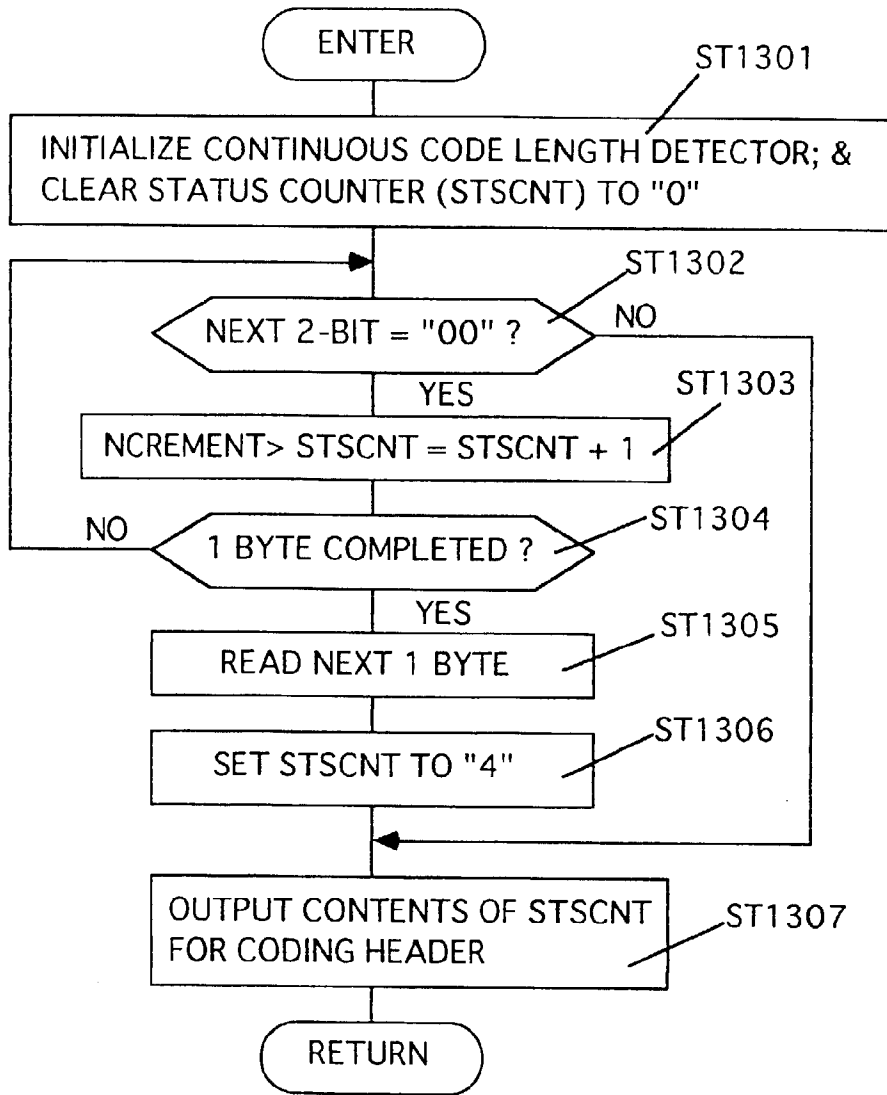 ENTER
ST1301
INITIALIZE CONTINUOUS CODE LENGTH DETECTOR; &
CLEAR STATUS COUNTER (STSCNT) TO "0"
ST1302
NEXT 2-BIT = "00" ?
NO
YES
ST1303
NCREMENT> STSCNT = STSCNT + 1
ST1304
NO
1 BYTE COMPLETED ?
YES
ST1305
READ NEXT 1 BYTE
ST1306
SET STSCNT TO "4"
OUTPUT CONTENTS OF STSCNT
FOR CODING HEADER
ST1307
RETURN